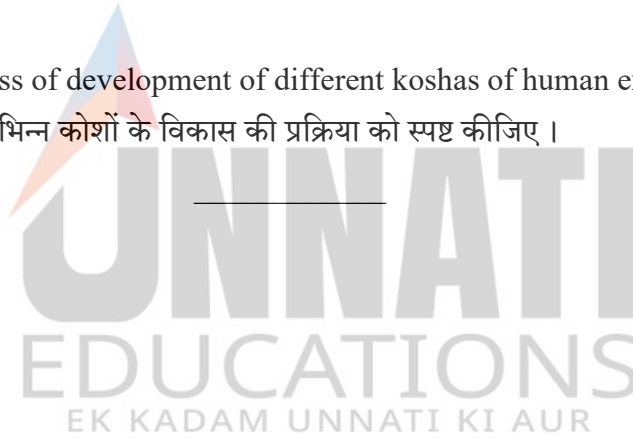 ss of development of different koshas of human e
भिन्न कोशों के विकास की प्रक्रिया को स्पष्ट कीजिए ।
UNNATI
EDUCATIONS
EK KADAM UNNATI KI AUR